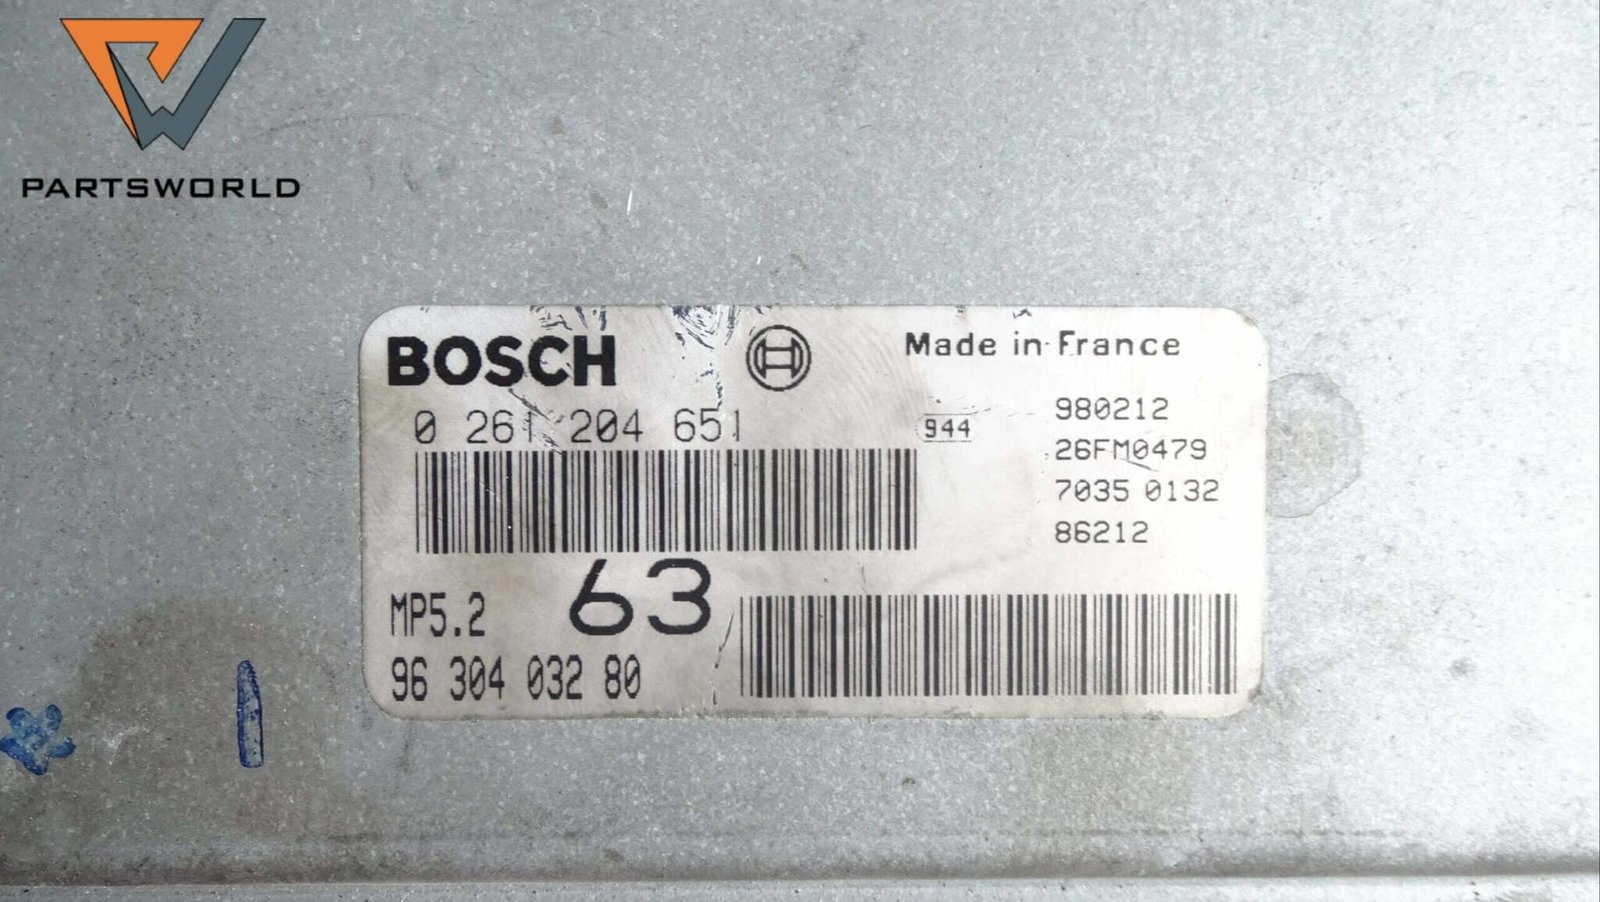 PARTSWORLD
BOSCH
Made in France
0 261 204 651
944
980212
26FM0479
7035 0132
86212
MP5.2
63
96 304 032 80